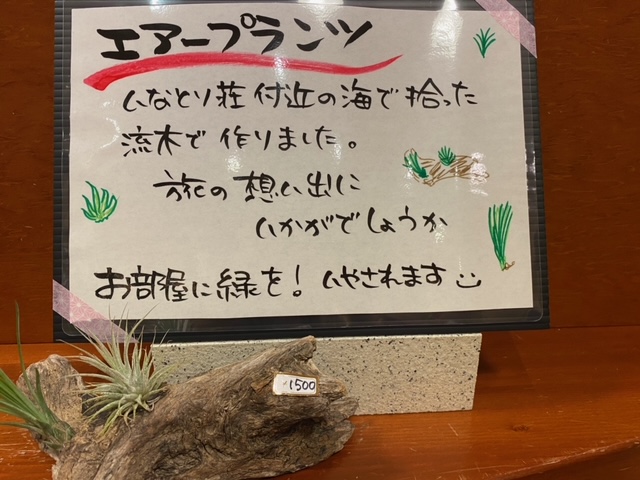 エアープランツ
いなとり荘付近の海で拾った
流木で作りました。
旅の想い出に
いかがでしょうか
お部屋に縁を！いやされます
1500